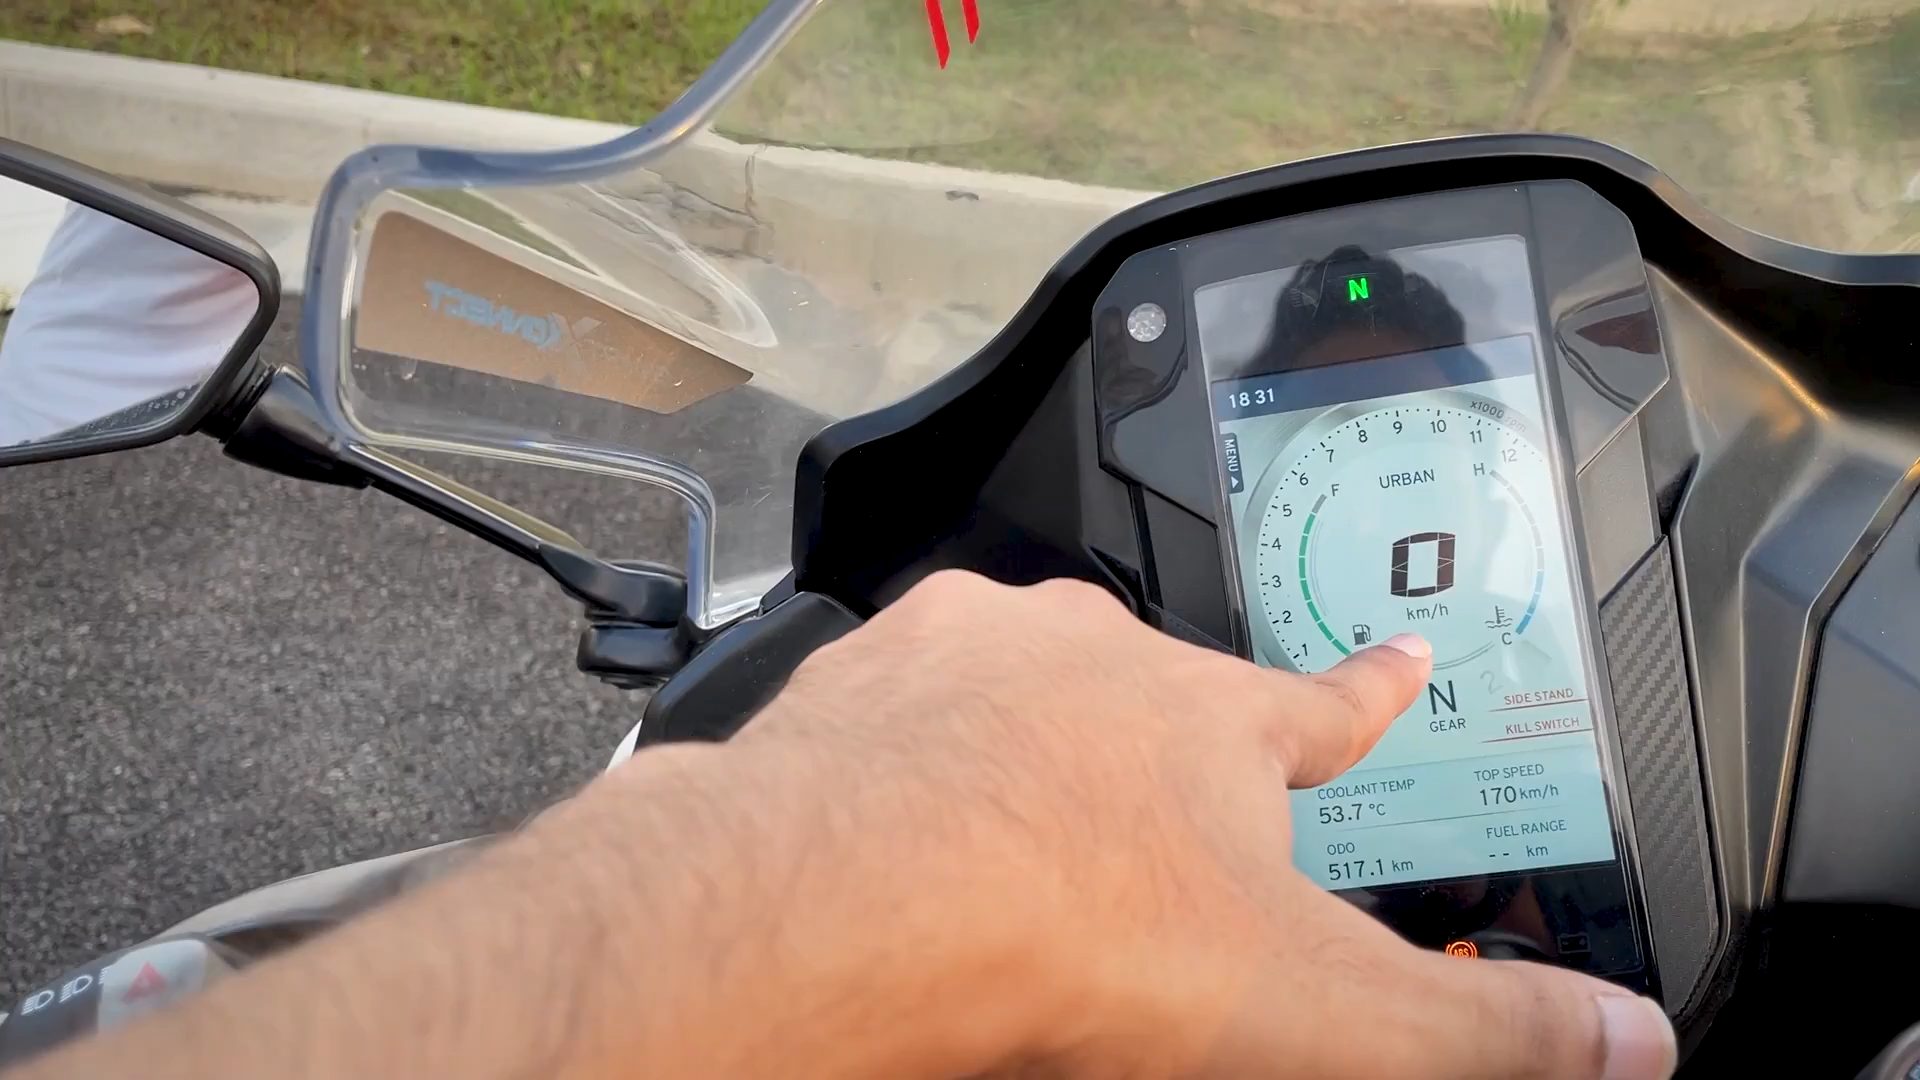 N
18 31
x1000 rpm
MENU
1 2 3 4 5 6 7 8 9 10 11 12
URBAN
F
H
0
km/h
C
N
GEAR
SIDE STAND
KILL SWITCH
COOLANT TEMP
53.7 °C
TOP SPEED
170 km/h
ODO
517.1 km
FUEL RANGE
-- km
ABS
XCONNECT